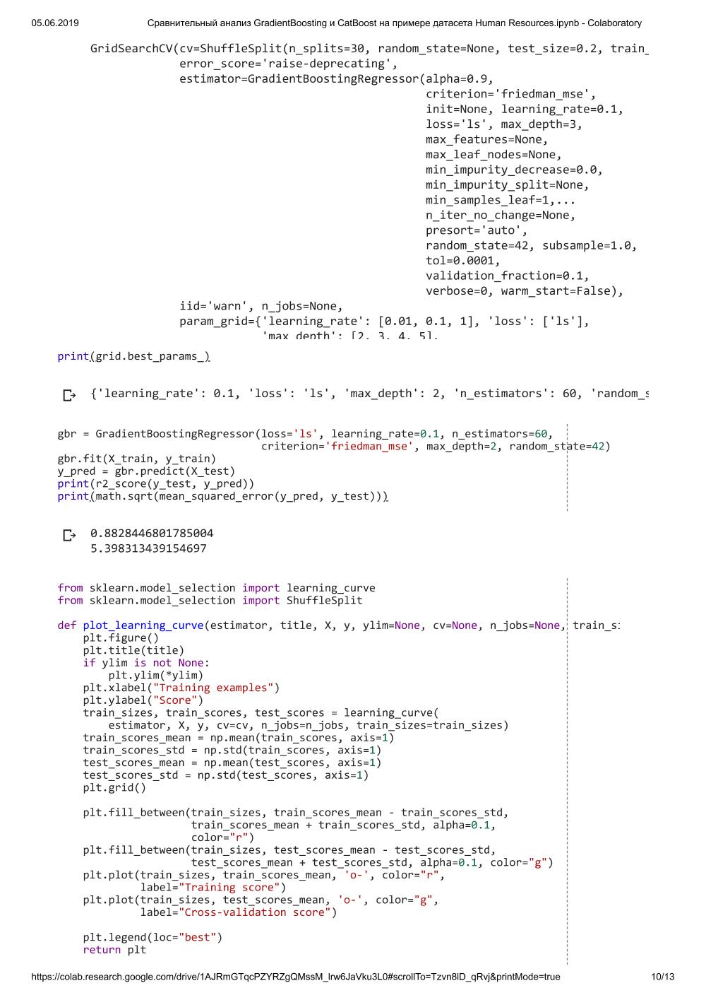 05.06.2019 Сравнительный анализ GradientBoosting и CatBoost на примере датасета Human Resources.ipynb - Colaboratory
GridSearchCV(cv=ShuffleSplit(n_splits=30, random_state=None, test_size=0.2, train_
error_score='raise-deprecating',
estimator=GradientBoostingRegressor(alpha=0.9,
criterion='friedman_mse',
init=None, learning_rate=0.1,
loss='ls', max_depth=3,
max_features=None,
max_leaf_nodes=None,
min_impurity_decrease=0.0,
min_impurity_split=None,
min_samples_leaf=1,...
n_iter_no_change=None,
presort='auto',
random_state=42, subsample=1.0,
tol=0.0001,
validation_fraction=0.1,
verbose=0, warm_start=False),
iid='warn', n_jobs=None,
param_grid={'learning_rate': [0.01, 0.1, 1], 'loss': ['ls'],
'max_depth': [2, 3, 4, 5],
print(grid.best_params_)
{'learning_rate': 0.1, 'loss': 'ls', 'max_depth': 2, 'n_estimators': 60, 'random_s
gbr = GradientBoostingRegressor(loss='ls', learning_rate=0.1, n_estimators=60,
criterion='friedman_mse', max_depth=2, random_state=42)
gbr.fit(X_train, y_train)
y_pred = gbr.predict(X_test)
print(r2_score(y_test, y_pred))
print(math.sqrt(mean_squared_error(y_pred, y_test)))
0.8828446801785004
5.398313439154697
from sklearn.model_selection import learning_curve
from sklearn.model_selection import ShuffleSplit
def plot_learning_curve(estimator, title, X, y, ylim=None, cv=None, n_jobs=None, train_si
plt.figure()
plt.title(title)
if ylim is not None:
plt.ylim(*ylim)
plt.xlabel("Training examples")
plt.ylabel("Score")
train_sizes, train_scores, test_scores = learning_curve(
estimator, X, y, cv=cv, n_jobs=n_jobs, train_sizes=train_sizes)
train_scores_mean = np.mean(train_scores, axis=1)
train_scores_std = np.std(train_scores, axis=1)
test_scores_mean = np.mean(test_scores, axis=1)
test_scores_std = np.std(test_scores, axis=1)
plt.grid()
plt.fill_between(train_sizes, train_scores_mean - train_scores_std,
train_scores_mean + train_scores_std, alpha=0.1,
color="r")
plt.fill_between(train_sizes, test_scores_mean - test_scores_std,
test_scores_mean + test_scores_std, alpha=0.1, color="g")
plt.plot(train_sizes, train_scores_mean, 'o-', color="r",
label="Training score")
plt.plot(train_sizes, test_scores_mean, 'o-', color="g",
label="Cross-validation score")
plt.legend(loc="best")
return plt
https://colab.research.google.com/drive/1AJRmGTqcPZYRZgQMssM_lrw6JaVku3L0#scrollTo=Tzvn8lD_qRvj&printMode=true 10/13